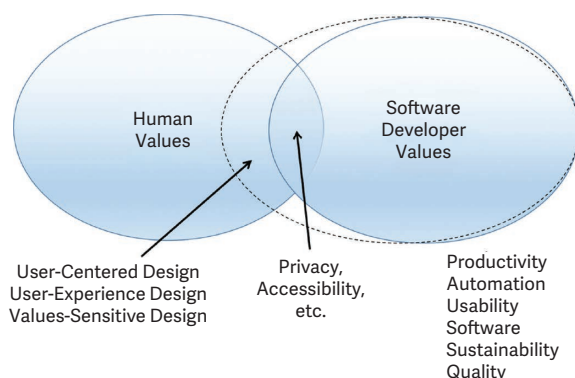 Human
Values
Software
Developer
Values
User-Centered Design
User-Experience Design
Values-Sensitive Design
Privacy,
Accessibility,
etc.
Productivity
Automation
Usability
Software
Sustainability
Quality